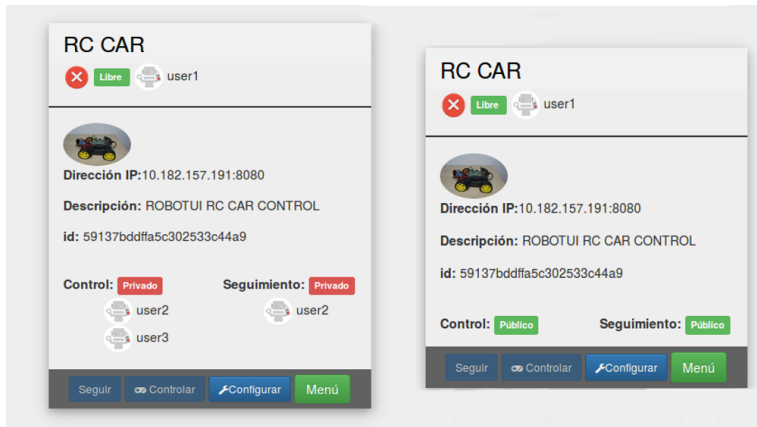 RC CAR
Libre user1
Dirección IP:10.182.157.191:8080
Descripción: ROBOTUI RC CAR CONTROL
id: 59137bddffa5c302533c44a9
Control: Privado Seguimiento: Privado
user2 user2
user3
Seguir Controlar Configurar Menú
RC CAR
Libre user1
Dirección IP:10.182.157.191:8080
Descripción: ROBOTUI RC CAR CONTROL
id: 59137bddffa5c302533c44a9
Control: Público Seguimiento: Público
Seguir Controlar Configurar Menú